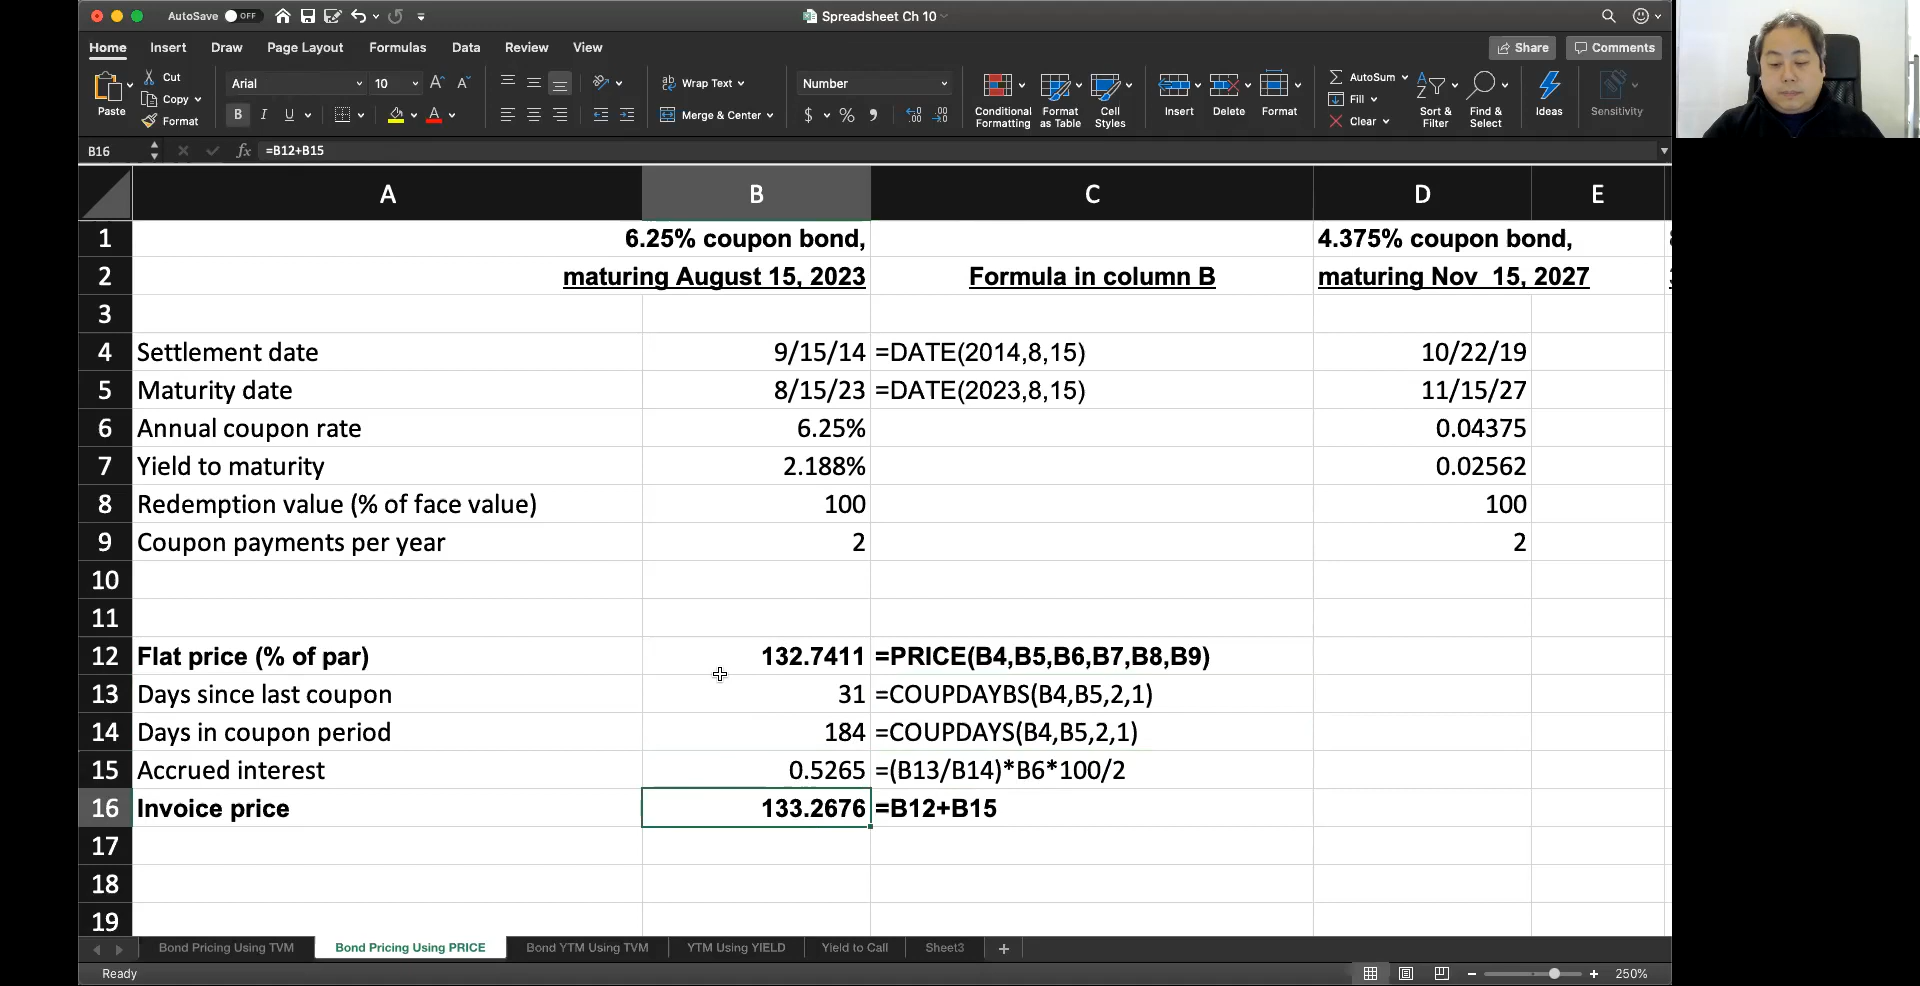 AutoSave OFF
Spreadsheet Ch 10
Home Insert Draw Page Layout Formulas Data Review View Share Comments
Paste Cut Copy Format
Arial 10
B I U
Wrap Text
Merge & Center
Number
$ %
Conditional Formatting
Format as Table
Cell Styles
Insert Delete Format
AutoSum
Fill
Clear
Sort & Filter
Find & Select
Ideas
Sensitivity
B16 fx =B12+B15
A B C D E
1 6.25% coupon bond, 4.375% coupon bond,
2 maturing August 15, 2023 Formula in column B maturing Nov 15, 2027
3
4 Settlement date 9/15/14 =DATE(2014,8,15) 10/22/19
5 Maturity date 8/15/23 =DATE(2023,8,15) 11/15/27
6 Annual coupon rate 6.25% 0.04375
7 Yield to maturity 2.188% 0.02562
8 Redemption value (% of face value) 100 100
9 Coupon payments per year 2 2
10
11
12 Flat price (% of par) 132.7411 =PRICE(B4,B5,B6,B7,B8,B9)
13 Days since last coupon 31 =COUPDAYBS(B4,B5,2,1)
14 Days in coupon period 184 =COUPDAYS(B4,B5,2,1)
15 Accrued interest 0.5265 =(B13/B14)*B6*100/2
16 Invoice price 133.2676 =B12+B15
17
18
19
Bond Pricing Using TVM Bond Pricing Using PRICE Bond YTM Using TVM YTM Using YIELD Yield to Call Sheet3 +
Ready 250%